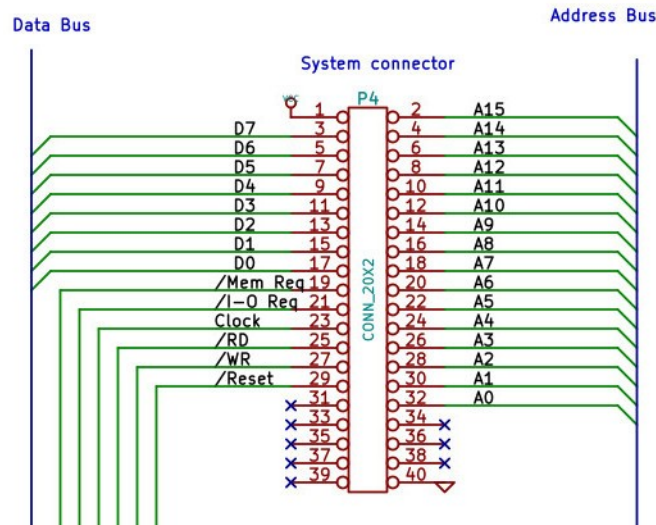 Data Bus
Address Bus
System connector
VCC
P4
1 2 A15
D7 3 4 A14
D6 5 6 A13
D5 7 8 A12
D4 9 10 A11
D3 11 12 A10
D2 13 14 A9
D1 15 16 A8
D0 17 18 A7
/Mem Req 19 20 A6
/I-O Req 21 22 A5
Clock 23 24 A4
/RD 25 26 A3
/WR 27 28 A2
/Reset 29 30 A1
31 32 A0
33 34
35 36
37 38
39 40
CONN_20X2